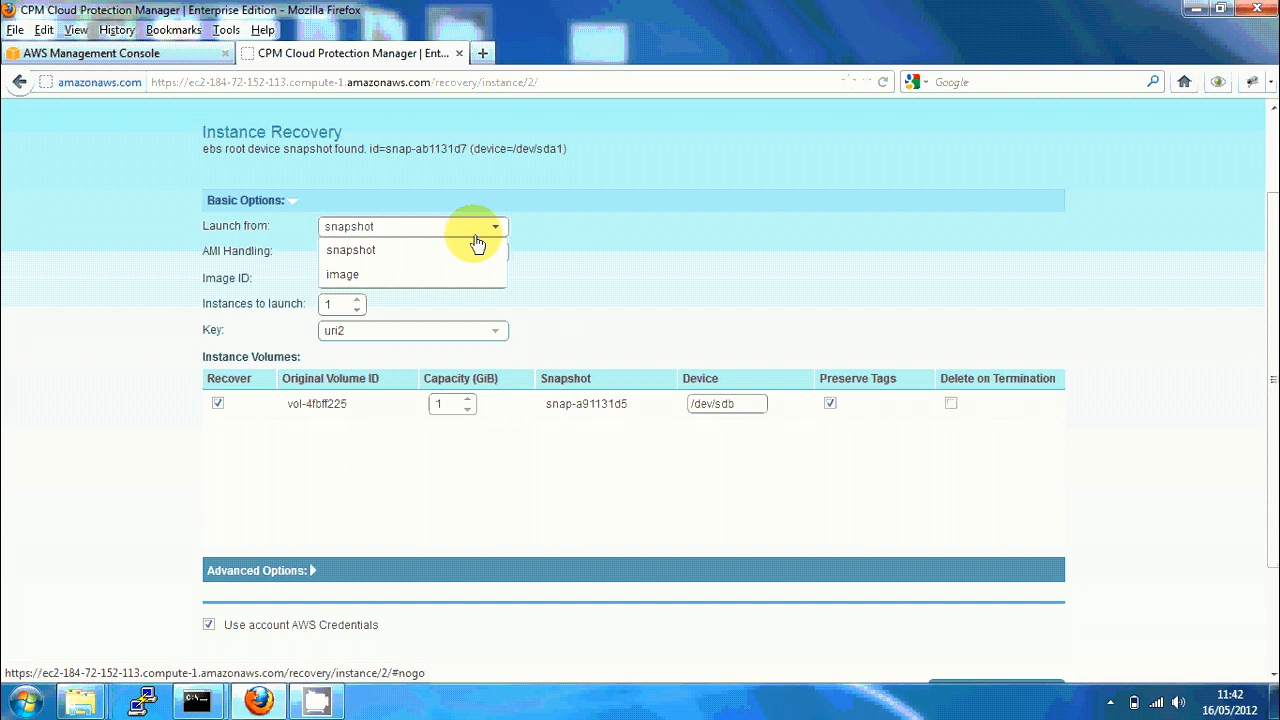 CPM Cloud Protection Manager | Enterprise Edition - Mozilla Firefox
File Edit View History Bookmarks Tools Help
AWS Management Console × CPM Cloud Protection Manager | Ent... ×
amazonaws.com https://ec2-184-72-152-113.compute-1.amazonaws.com/recovery/instance/2/ Google
Instance Recovery
ebs root device snapshot found. id=snap-ab1131d7 (device=/dev/sda1)
Basic Options:
Launch from: snapshot
AMI Handling: snapshot
Image ID: image
Instances to launch: 1
Key: uri2
Instance Volumes:
Recover Original Volume ID Capacity (GiB) Snapshot Device Preserve Tags Delete on Termination
vol-4fbff225 1 snap-a91131d5 /dev/sdb
Advanced Options:
Use account AWS Credentials
https://ec2-184-72-152-113.compute-1.amazonaws.com/recovery/instance/2/#nogo
11:42
16/05/2012